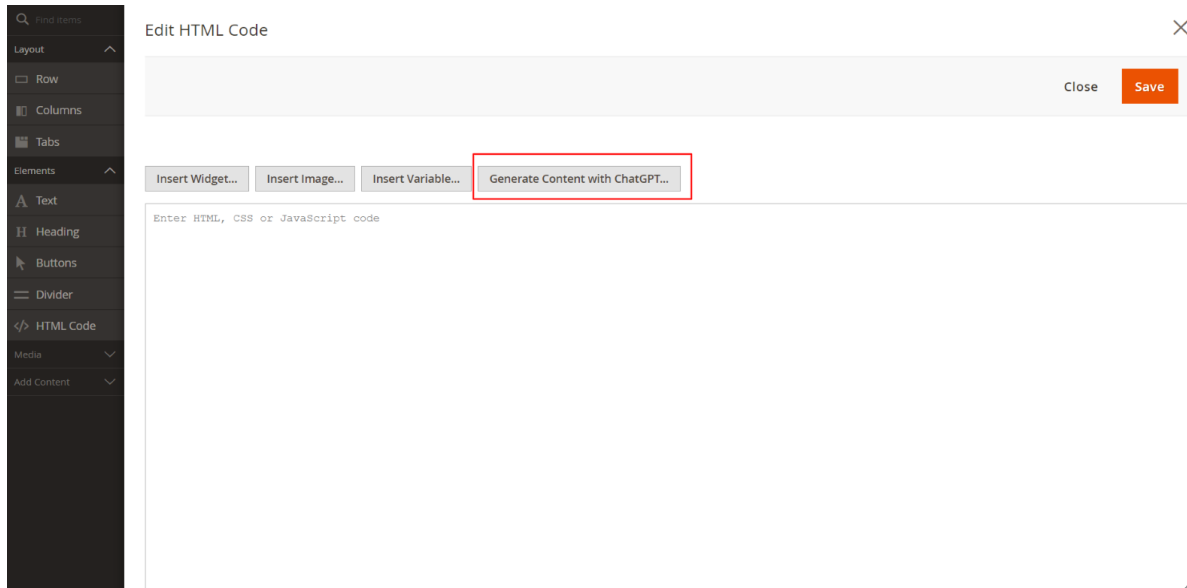 Find items
Layout
Row
Columns
Tabs
Elements
Text
Heading
Buttons
Divider
HTML Code
Media
Add Content
Edit HTML Code
Close Save
Insert Widget... Insert Image... Insert Variable... Generate Content with ChatGPT...
Enter HTML, CSS or JavaScript code